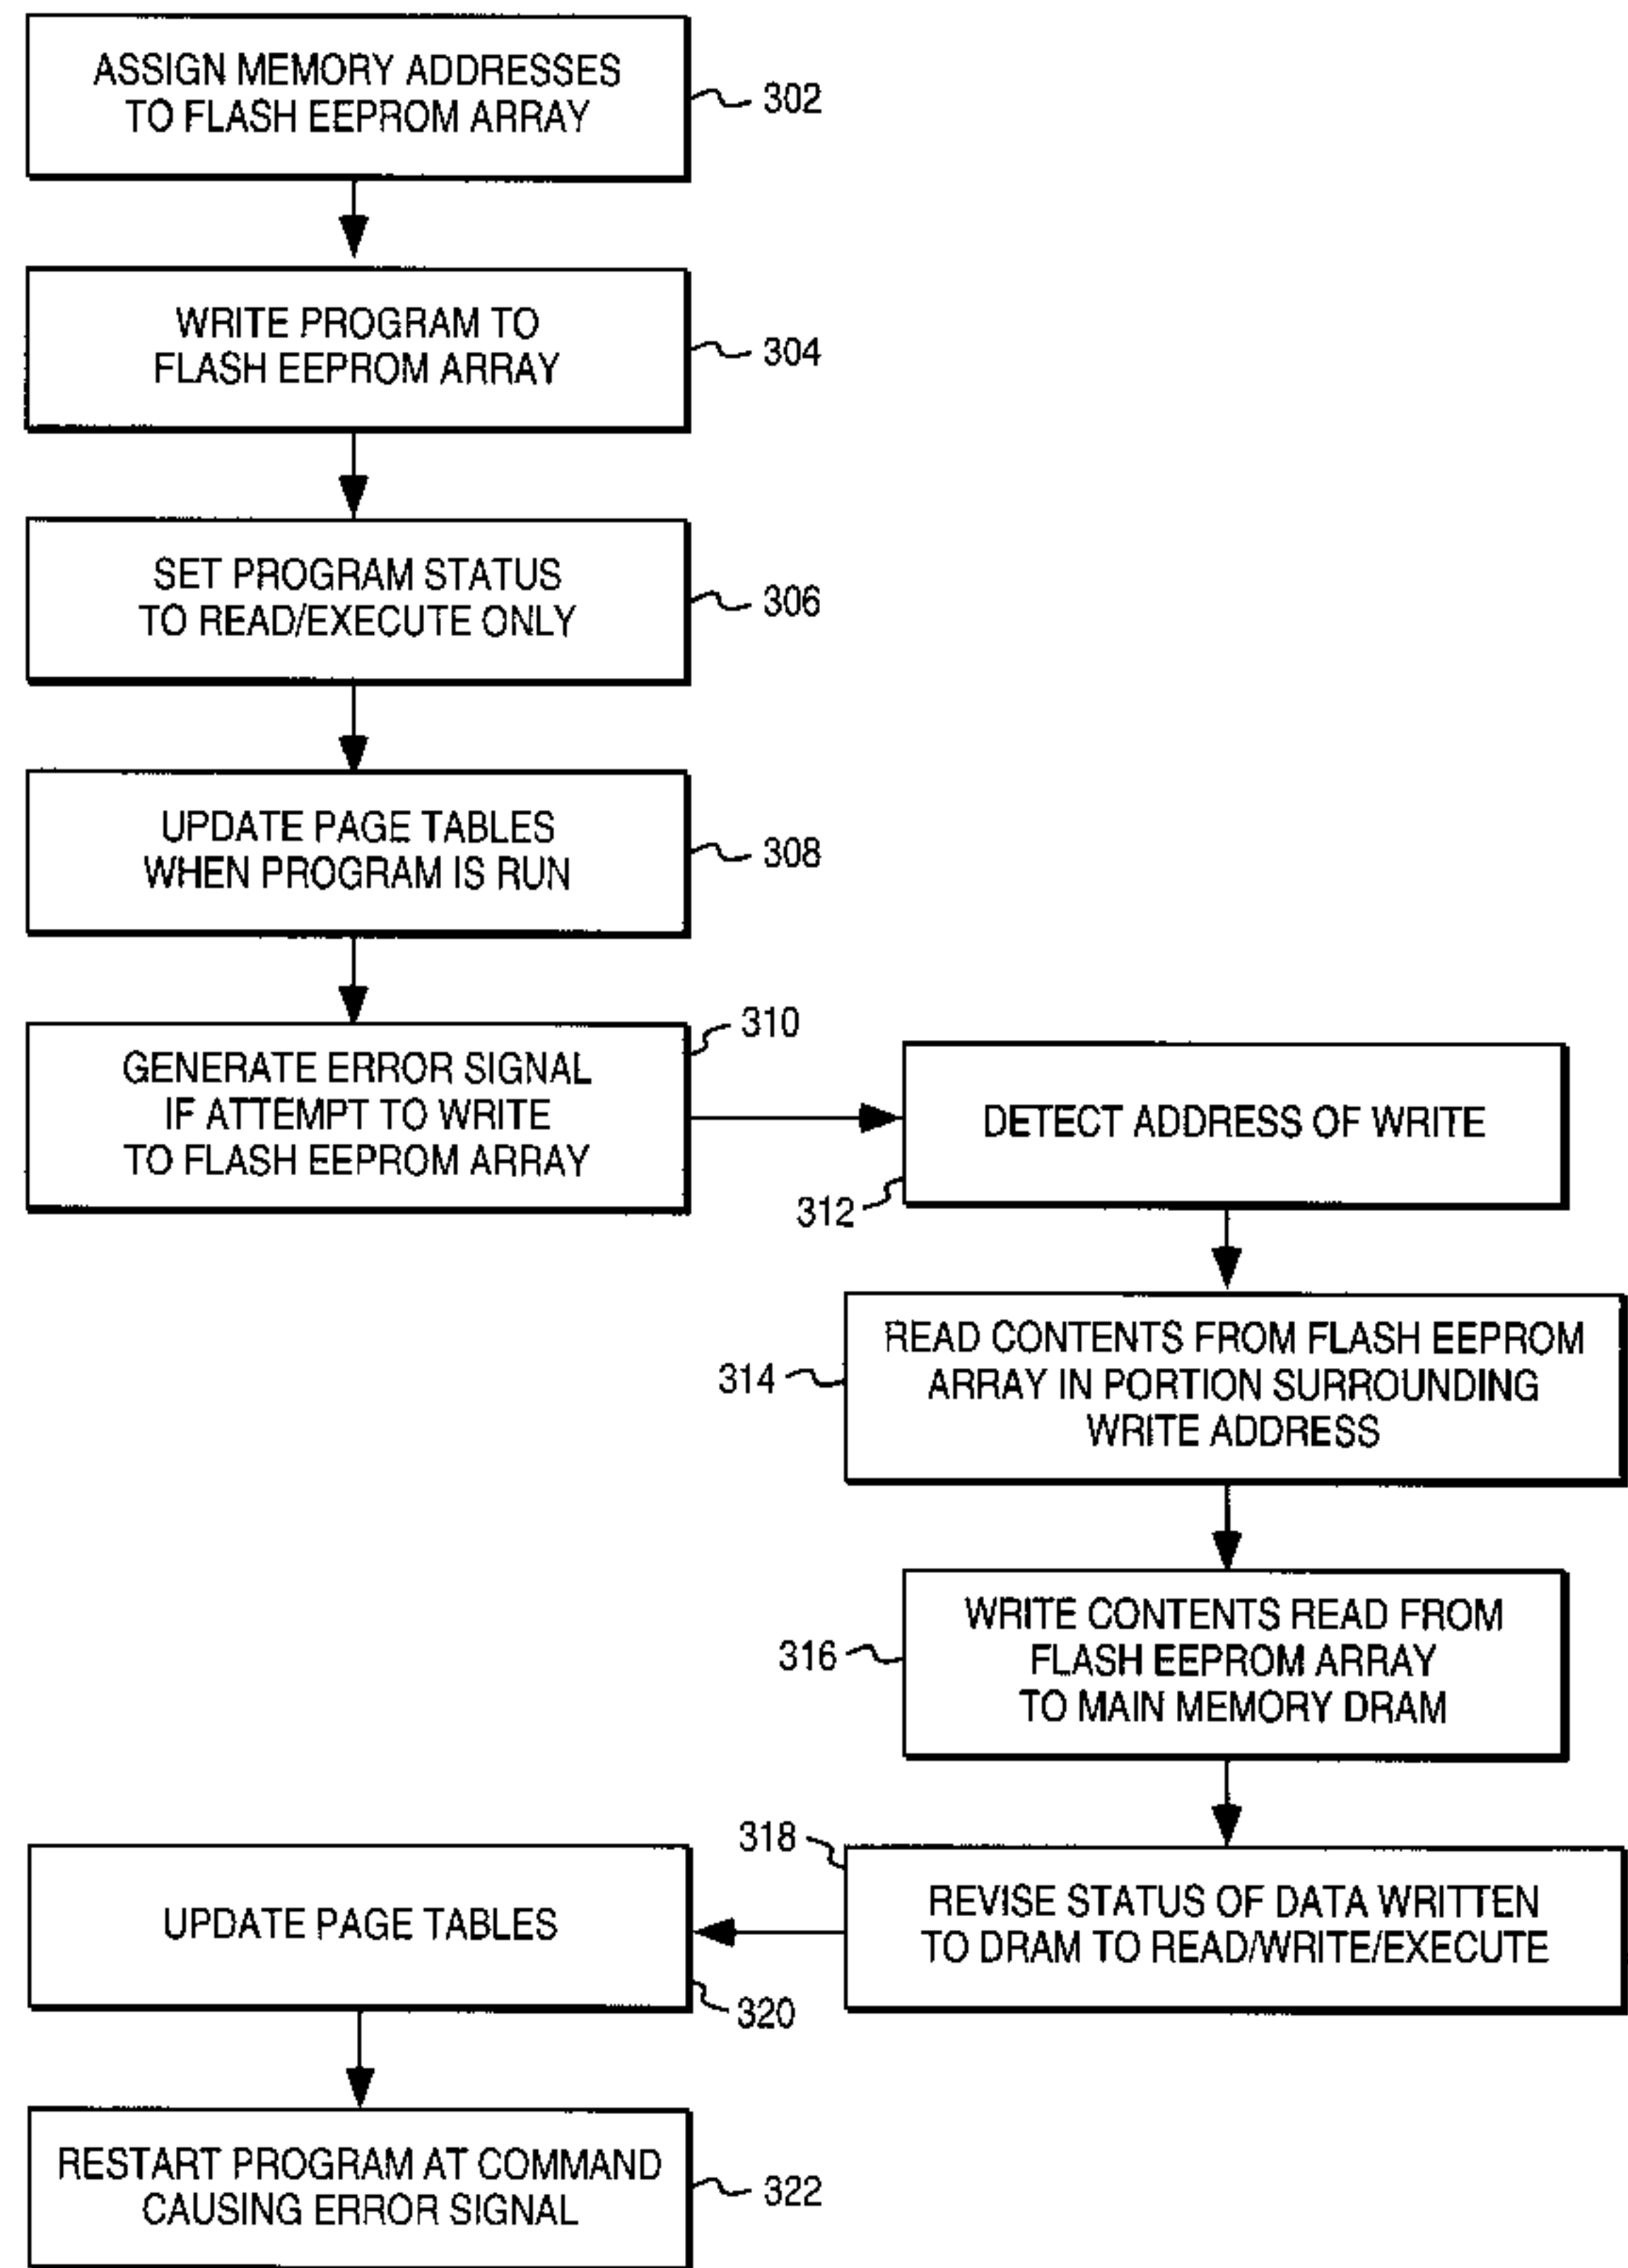 ASSIGN MEMORY ADDRESSES
TO FLASH EEPROM ARRAY
302
WRITE PROGRAM TO
FLASH EEPROM ARRAY
304
SET PROGRAM STATUS
TO READ/EXECUTE ONLY
306
UPDATE PAGE TABLES
WHEN PROGRAM IS RUN
308
GENERATE ERROR SIGNAL
IF ATTEMPT TO WRITE
TO FLASH EEPROM ARRAY
310
DETECT ADDRESS OF WRITE
312
READ CONTENTS FROM FLASH EEPROM
ARRAY IN PORTION SURROUNDING
WRITE ADDRESS
314
WRITE CONTENTS READ FROM
FLASH EEPROM ARRAY
TO MAIN MEMORY DRAM
316
REVISE STATUS OF DATA WRITTEN
TO DRAM TO READ/WRITE/EXECUTE
318
UPDATE PAGE TABLES
320
RESTART PROGRAM AT COMMAND
CAUSING ERROR SIGNAL
322